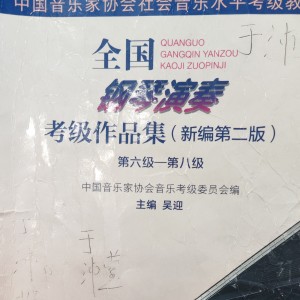 中国音乐家协会社会音乐水平考级教
全国
QUANGUO
GANGQIN YANZOU
KAOJI ZUOPINJI
钢琴演奏
考级作品集（新编第二版）
第六级—第八级
中国音乐家协会音乐考级委员会编
主编 吴迎
于沛
于